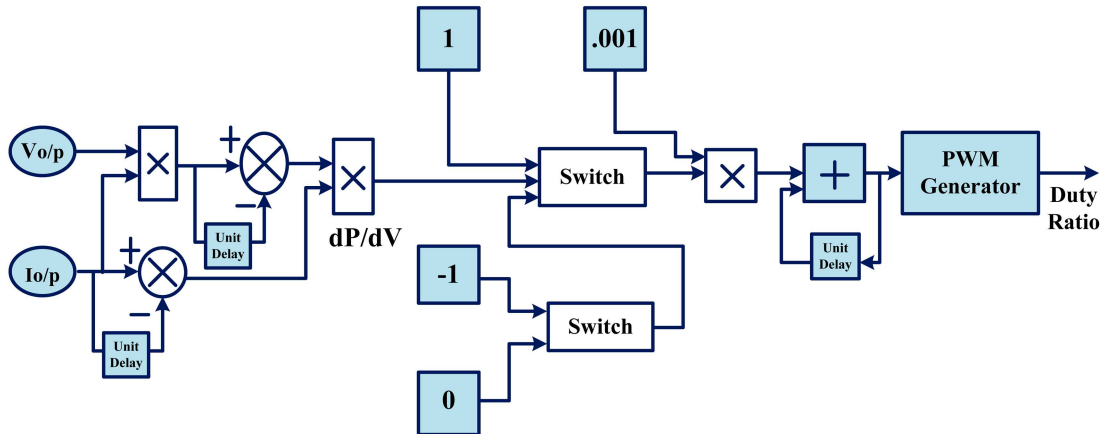 1
.001
Vo/p
+
−
Unit
Delay
dP/dV
Switch
+
PWM
Generator
Duty
Ratio
Io/p
+
−
Unit
Delay
-1
Switch
0
Unit
Delay